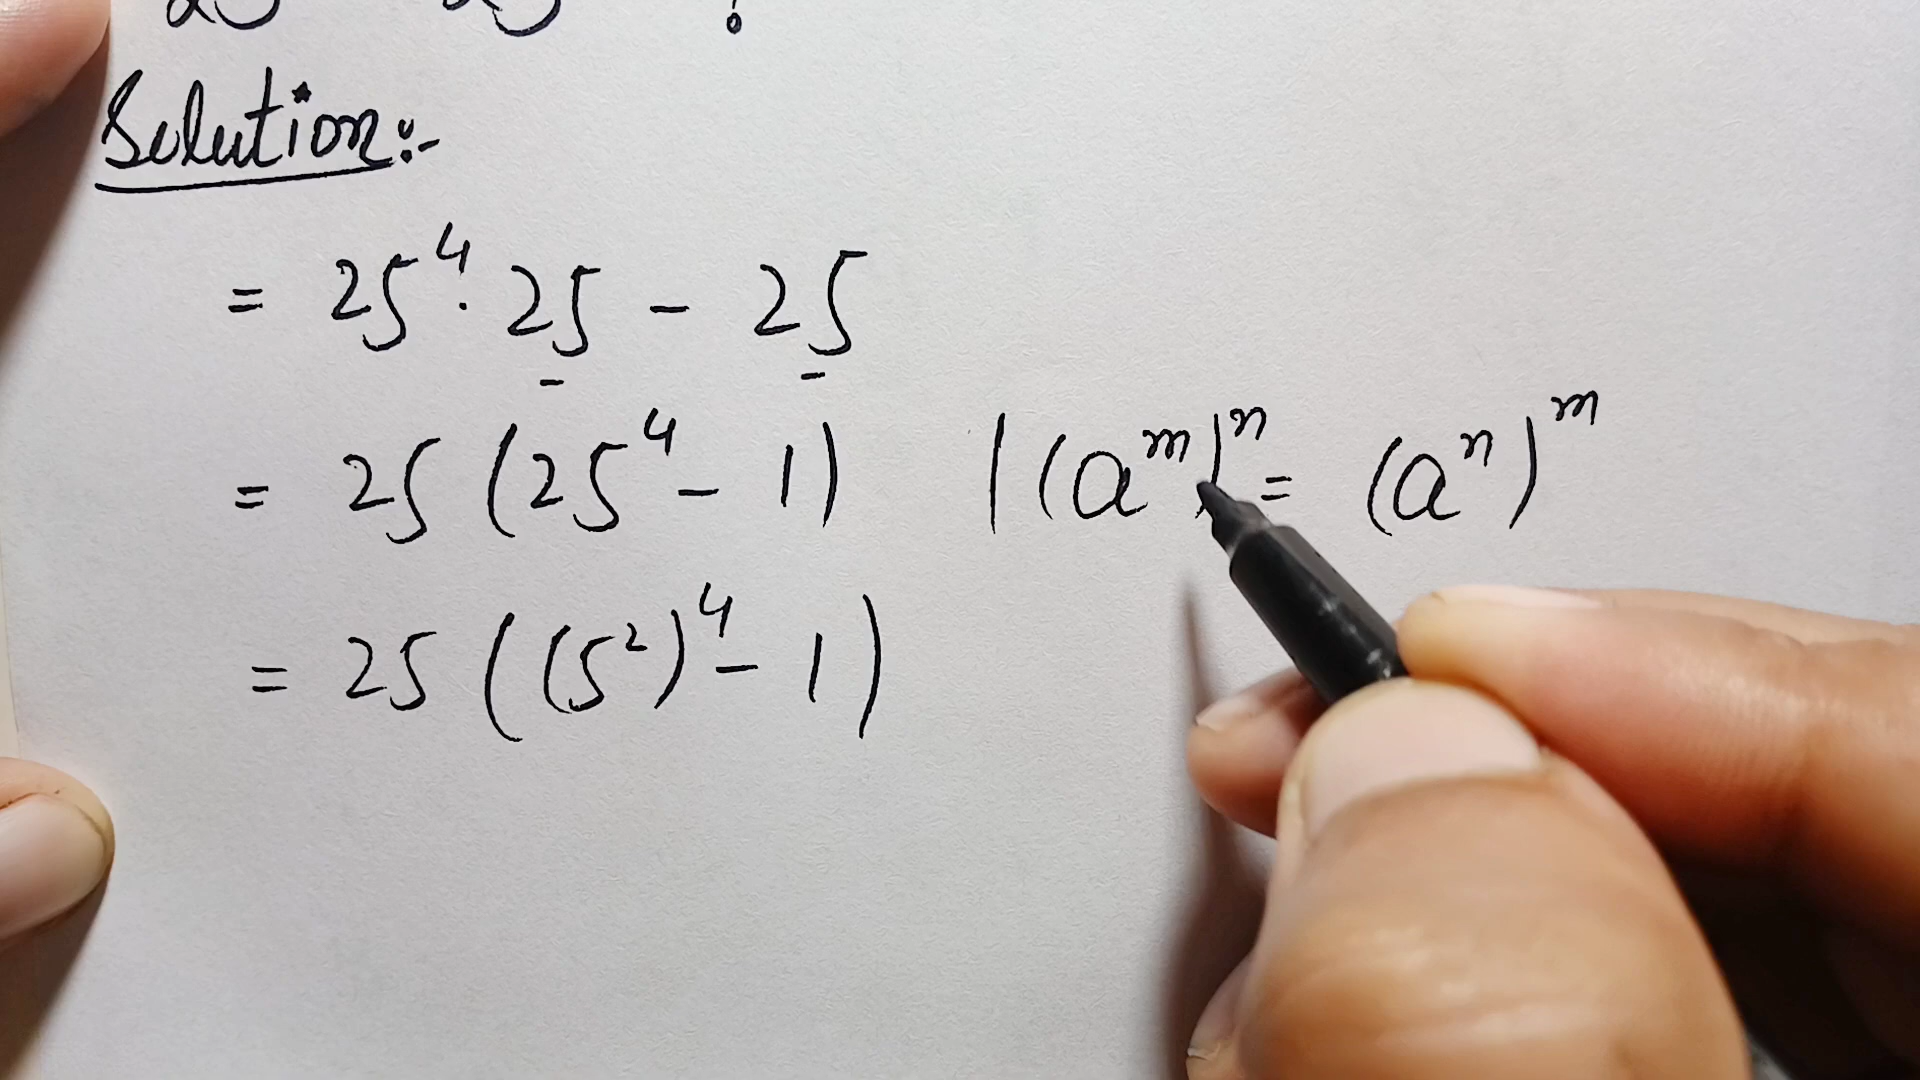 Solution:-
= 25⁴ · 25 - 25
= 25 (25⁴ - 1) | (aᵐ)ⁿ = (aⁿ)ᵐ
= 25 ((5²)⁴ - 1)